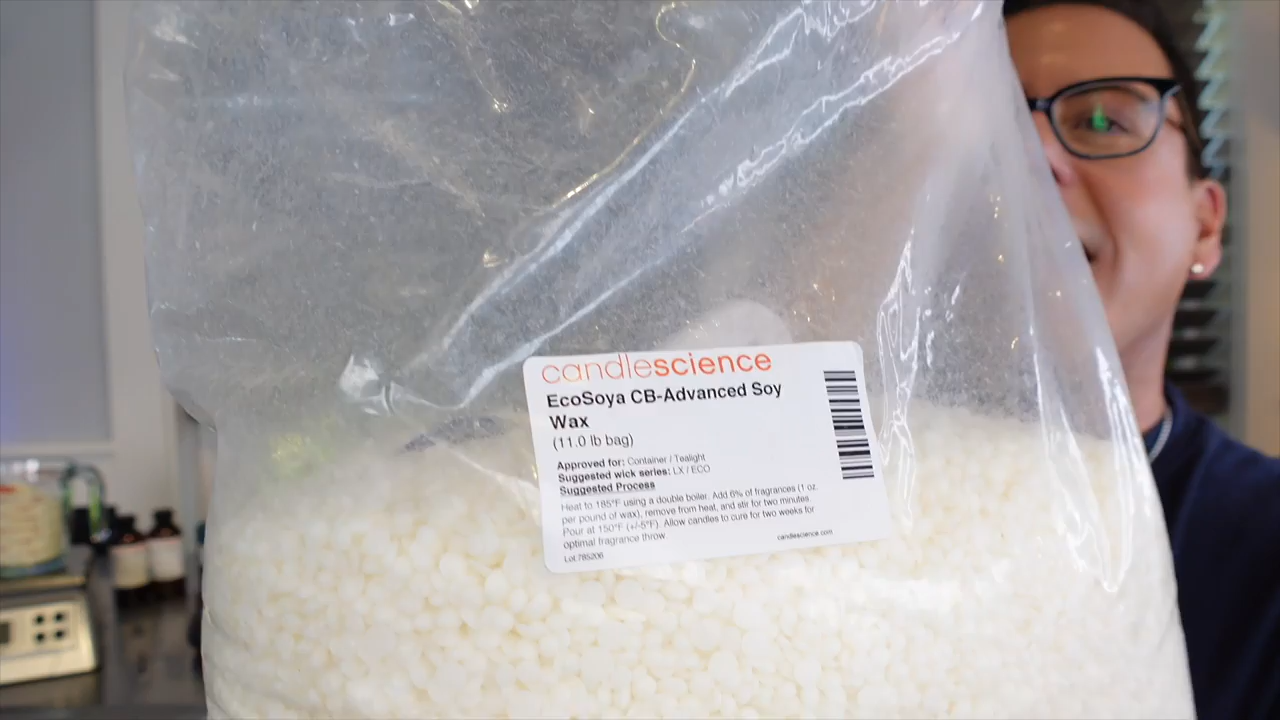 candlescience
EcoSoya CB-Advanced Soy
Wax
(11.0 lb bag)
Approved for: Container / Tealight
Suggested wick series: LX / ECO
Suggested Process
Heat to 185°F using a double boiler. Add 6% of fragrances (1 oz.
per pound of wax), remove from heat, and stir for two minutes.
Pour at 150°F (+/-5°F). Allow candles to cure for two weeks for
optimal fragrance throw.
candlescience.com
Lot:785206